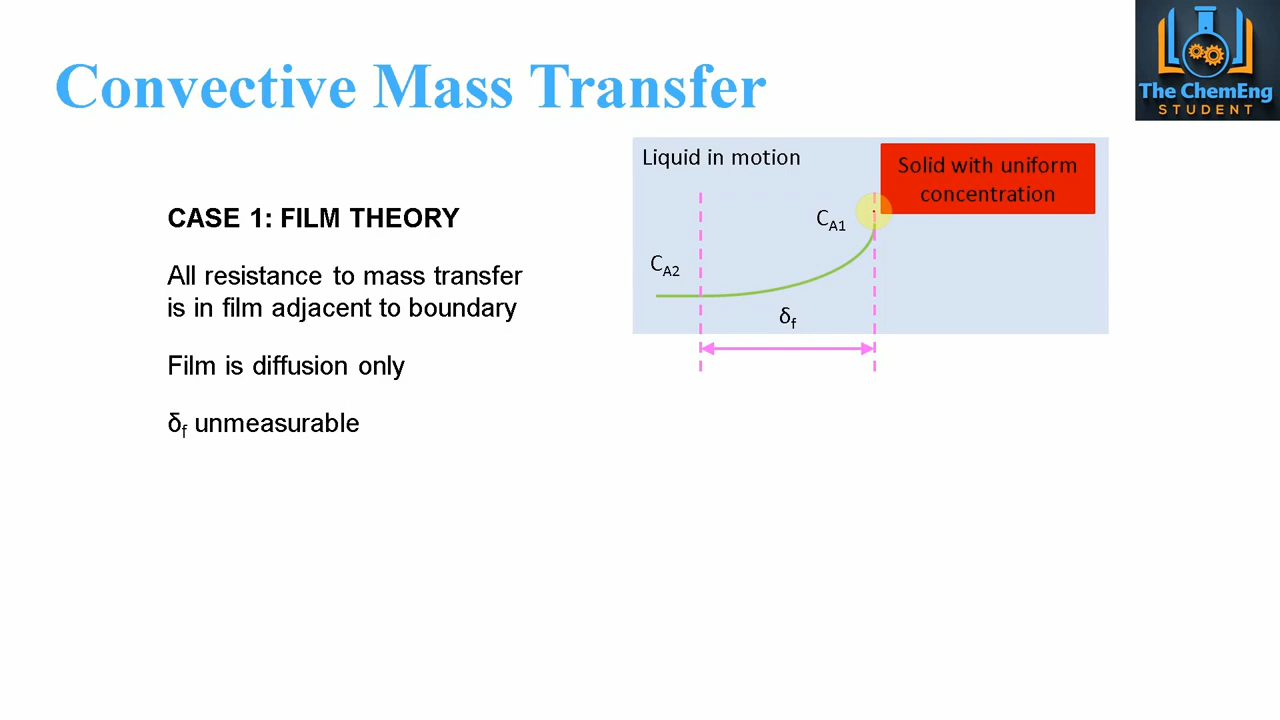 Convective Mass Transfer
The ChemEng
STUDENT
CASE 1: FILM THEORY
All resistance to mass transfer
is in film adjacent to boundary
Film is diffusion only
δf unmeasurable
Liquid in motion
Solid with uniform
concentration
CA1
CA2
δf